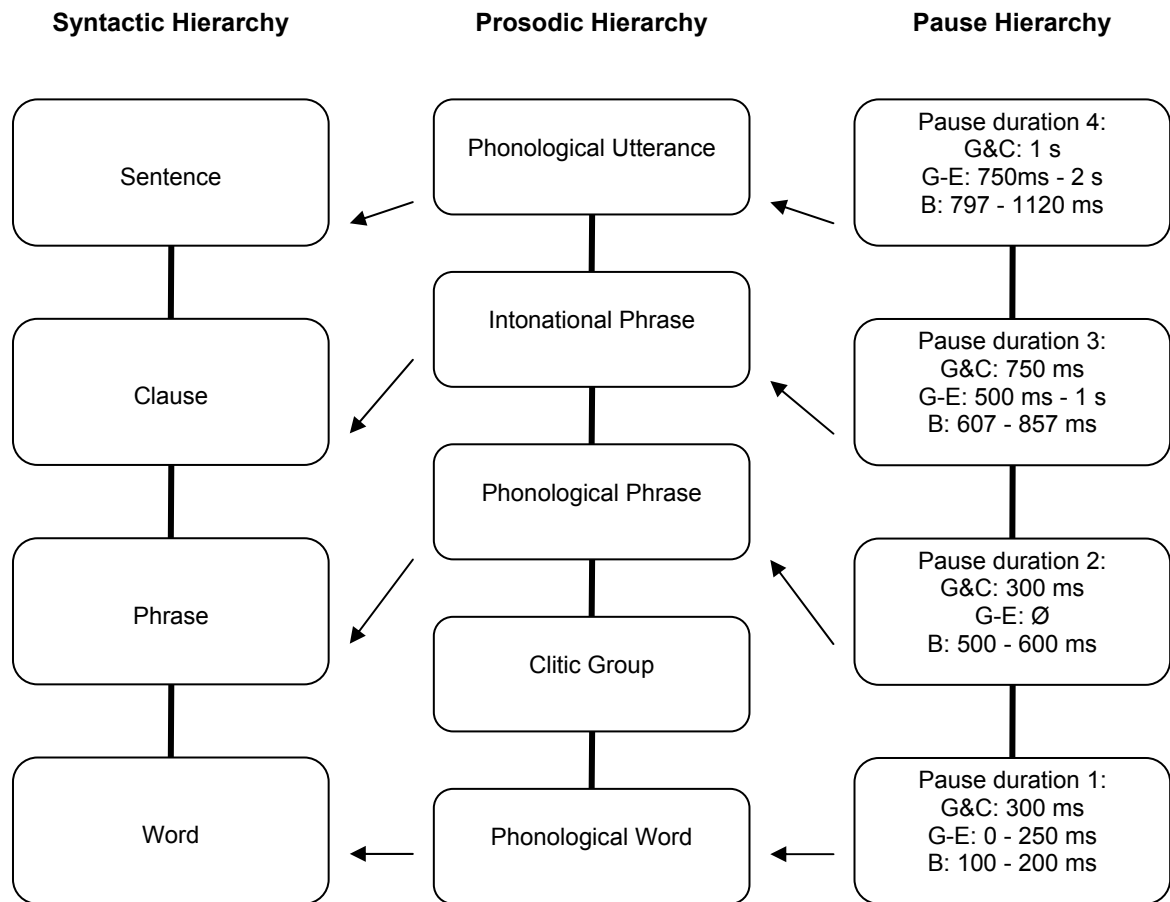 Syntactic Hierarchy
Prosodic Hierarchy
Pause Hierarchy
Sentence
Clause
Phrase
Word
Phonological Utterance
Intonational Phrase
Phonological Phrase
Clitic Group
Phonological Word
Pause duration 4:
G&C: 1 s
G-E: 750ms - 2 s
B: 797 - 1120 ms
Pause duration 3:
G&C: 750 ms
G-E: 500 ms - 1 s
B: 607 - 857 ms
Pause duration 2:
G&C: 300 ms
G-E: Ø
B: 500 - 600 ms
Pause duration 1:
G&C: 300 ms
G-E: 0 - 250 ms
B: 100 - 200 ms